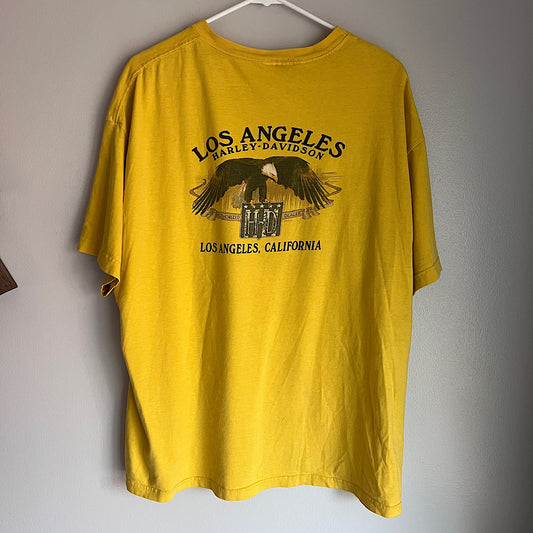 LOS ANGELES
HARLEY-DAVIDSON
H-D
LOS ANGELES, CALIFORNIA